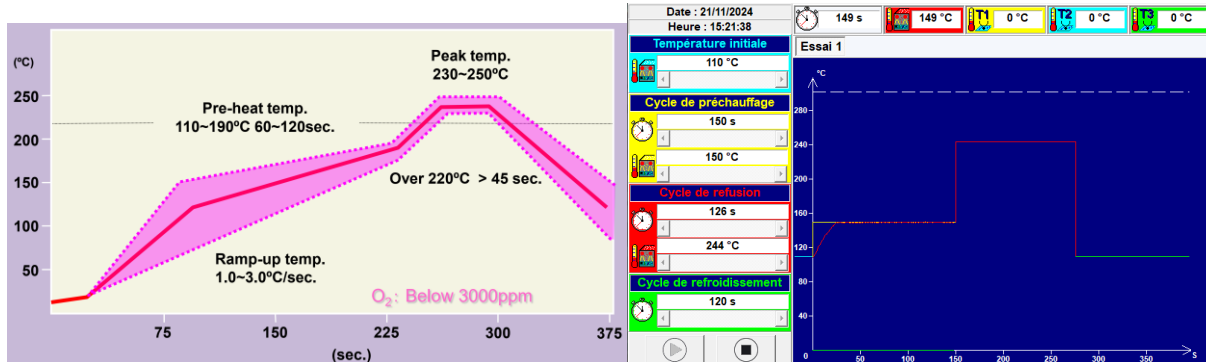 (ºC)
250
200
150
100
50
Peak temp.
230~250ºC
Pre-heat temp.
110~190ºC 60~120sec.
Over 220ºC > 45 sec.
Ramp-up temp.
1.0~3.0ºC/sec.
O₂: Below 3000ppm
75
150
225
300
375
(sec.)
Date : 21/11/2024
Heure : 15:21:38
149 s
149 °C
T1
0 °C
T2
0 °C
T3
0 °C
Température initiale
110 °C
Cycle de préchauffage
150 s
150 °C
Cycle de refusion
126 s
244 °C
Cycle de refroidissement
120 s
Essai 1
°C
280
240
200
160
120
80
40
0
50
100
150
200
250
300
350
S